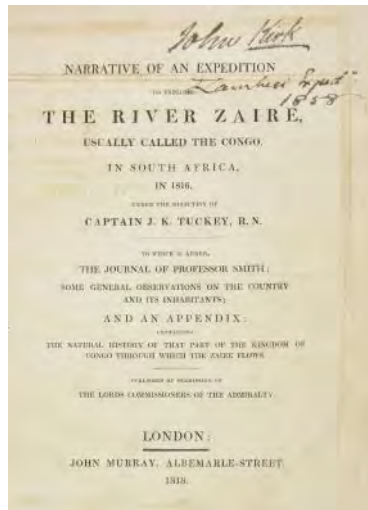 John Kirk
NARRATIVE OF AN EXPEDITION
TO EXPLORE
Zambesi Expedt
1858
THE RIVER ZAIRE,
USUALLY CALLED THE CONGO,
IN SOUTH AFRICA,
IN 1816,
UNDER THE DIRECTION OF
CAPTAIN J. K. TUCKEY, R.N.
TO WHICH IS ADDED,
THE JOURNAL OF PROFESSOR SMITH;
SOME GENERAL OBSERVATIONS ON THE COUNTRY
AND ITS INHABITANTS;
AND AN APPENDIX:
CONTAINING
THE NATURAL HISTORY OF THAT PART OF THE KINGDOM OF
CONGO THROUGH WHICH THE ZAIRE FLOWS.
PUBLISHED BY PERMISSION OF
THE LORDS COMMISSIONERS OF THE ADMIRALTY.
LONDON:
JOHN MURRAY, ALBEMARLE-STREET.
1818.